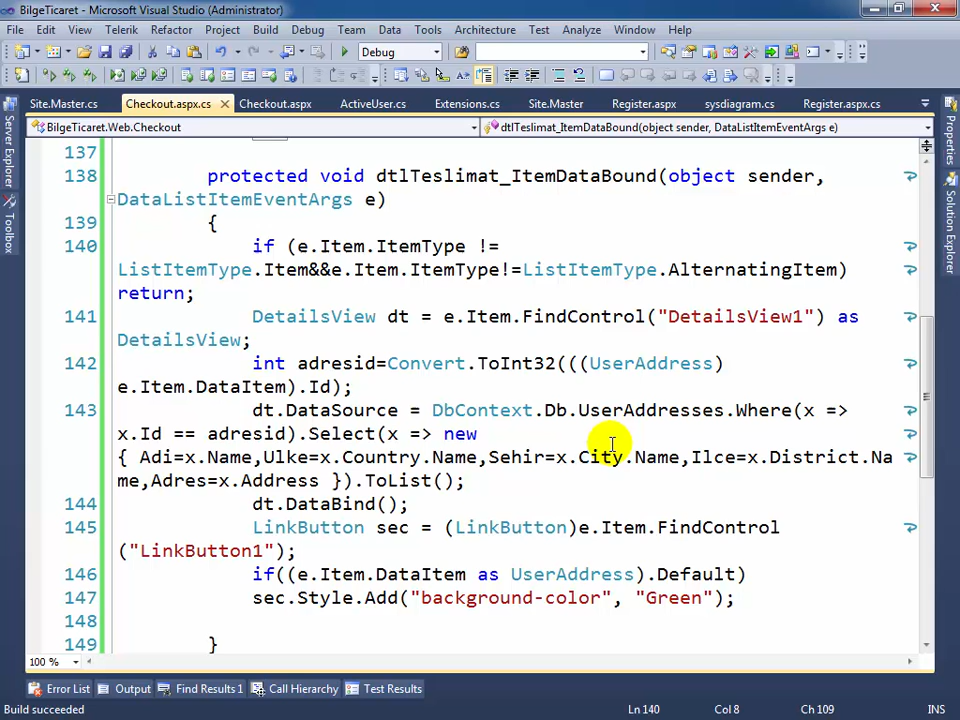 BilgeTicaret - Microsoft Visual Studio (Administrator)
File Edit View Telerik Refactor Project Build Debug Team Data Tools Architecture Test Analyze Window Help
Debug
Site.Master.cs Checkout.aspx.cs Checkout.aspx ActiveUser.cs Extensions.cs Site.Master Register.aspx sysdiagram.cs Register.aspx.cs
BilgeTicaret.Web.Checkout dtlTeslimat_ItemDataBound(object sender, DataListItemEventArgs e)
Server Explorer
Toolbox
Properties
Solution Explorer
137
138 protected void dtlTeslimat_ItemDataBound(object sender,
DataListItemEventArgs e)
139 {
140 if (e.Item.ItemType !=
ListItemType.Item&&e.Item.ItemType!=ListItemType.AlternatingItem)
return;
141 DetailsView dt = e.Item.FindControl("DetailsView1") as
DetailsView;
142 int adresid=Convert.ToInt32(((UserAddress)
e.Item.DataItem).Id);
143 dt.DataSource = DbContext.Db.UserAddresses.Where(x =>
x.Id == adresid).Select(x => new
{ Adi=x.Name,Ulke=x.Country.Name,Sehir=x.City.Name,Ilce=x.District.Na
me,Adres=x.Address }).ToList();
144 dt.DataBind();
145 LinkButton sec = (LinkButton)e.Item.FindControl
("LinkButton1");
146 if((e.Item.DataItem as UserAddress).Default)
147 sec.Style.Add("background-color", "Green");
148
149 }
100 %
Error List Output Find Results 1 Call Hierarchy Test Results
Build succeeded Ln 140 Col 8 Ch 109 INS